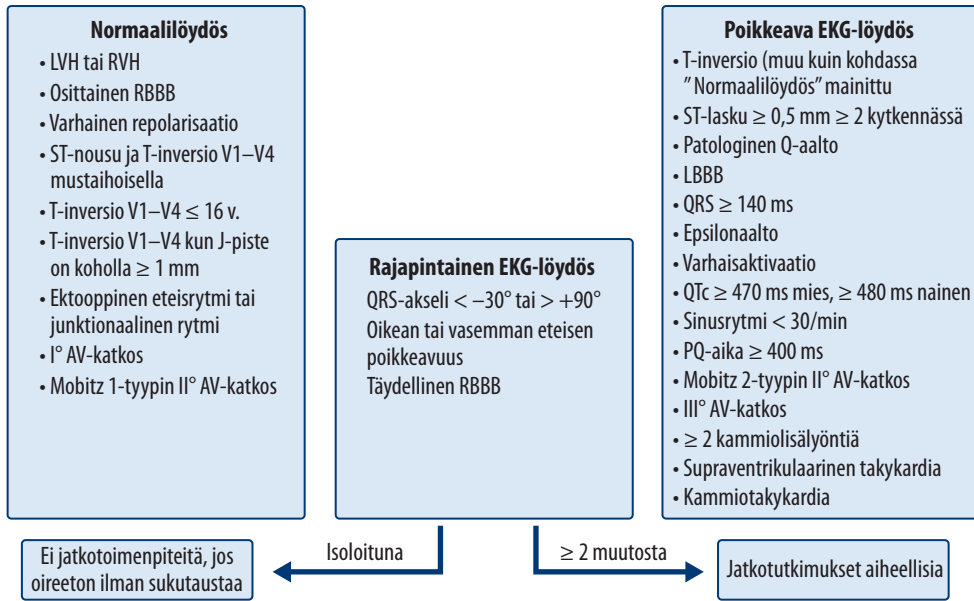 Normaalilöydös
• LVH tai RVH
• Osittainen RBBB
• Varhainen repolarisaatio
• ST-nousu ja T-inversio V1–V4
mustaihoisella
• T-inversio V1–V4 ≤ 16 v.
• T-inversio V1–V4 kun J-piste
on koholla ≥ 1 mm
• Ektooppinen eteisrytmi tai
junktionaalinen rytmi
• I° AV-katkos
• Mobitz 1-tyypin II° AV-katkos
Rajapintainen EKG-löydös
QRS-akseli < –30° tai > +90°
Oikean tai vasemman eteisen
poikkeavuus
Täydellinen RBBB
Poikkeava EKG-löydös
• T-inversio (muu kuin kohdassa
”Normaalilöydös” mainittu
• ST-lasku ≥ 0,5 mm ≥ 2 kytkennässä
• Patologinen Q-aalto
• LBBB
• QRS ≥ 140 ms
• Epsilonaalto
• Varhaisaktivaatio
• QTc ≥ 470 ms mies, ≥ 480 ms nainen
• Sinusrytmi < 30/min
• PQ-aika ≥ 400 ms
• Mobitz 2-tyypin II° AV-katkos
• III° AV-katkos
• ≥ 2 kammiolisälyöntiä
• Supraventrikulaarinen takykardia
• Kammiotakykardia
Ei jatkotoimenpiteitä, jos
oireeton ilman sukutaustaa
Isoloituna
≥ 2 muutosta
Jatkotutkimukset aiheellisia